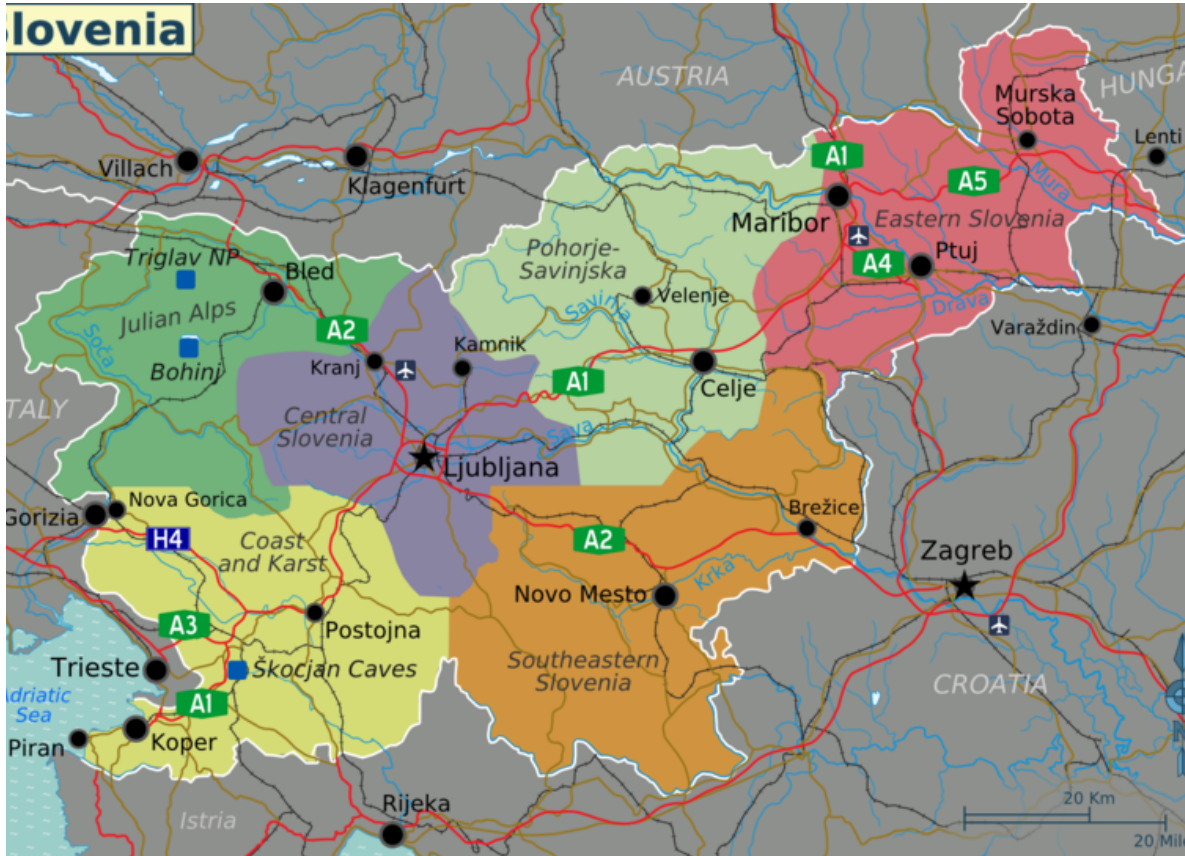 Slovenia
AUSTRIA
HUNGA
Murska
Sobota
Lenti
Villach
Klagenfurt
A1
A5
Mura
Maribor
Eastern Slovenia
Pohorje-
Savinjska
Triglav NP
Bled
Ptuj
A4
Velenje
Savinja
Drava
Julian Alps
Soča
A2
Varaždin
Bohinj
Kranj
Kamnik
A1
Celje
ITALY
Central
Slovenia
Sava
Ljubljana
Nova Gorica
Gorizia
Brežice
H4
Coast
and Karst
A2
Zagreb
Krka
Novo Mesto
A3
Postojna
Trieste
Škocjan Caves
Southeastern
Slovenia
CROATIA
Adriatic
Sea
A1
Piran
Koper
Rijeka
Istria
20 Km
20 Mile